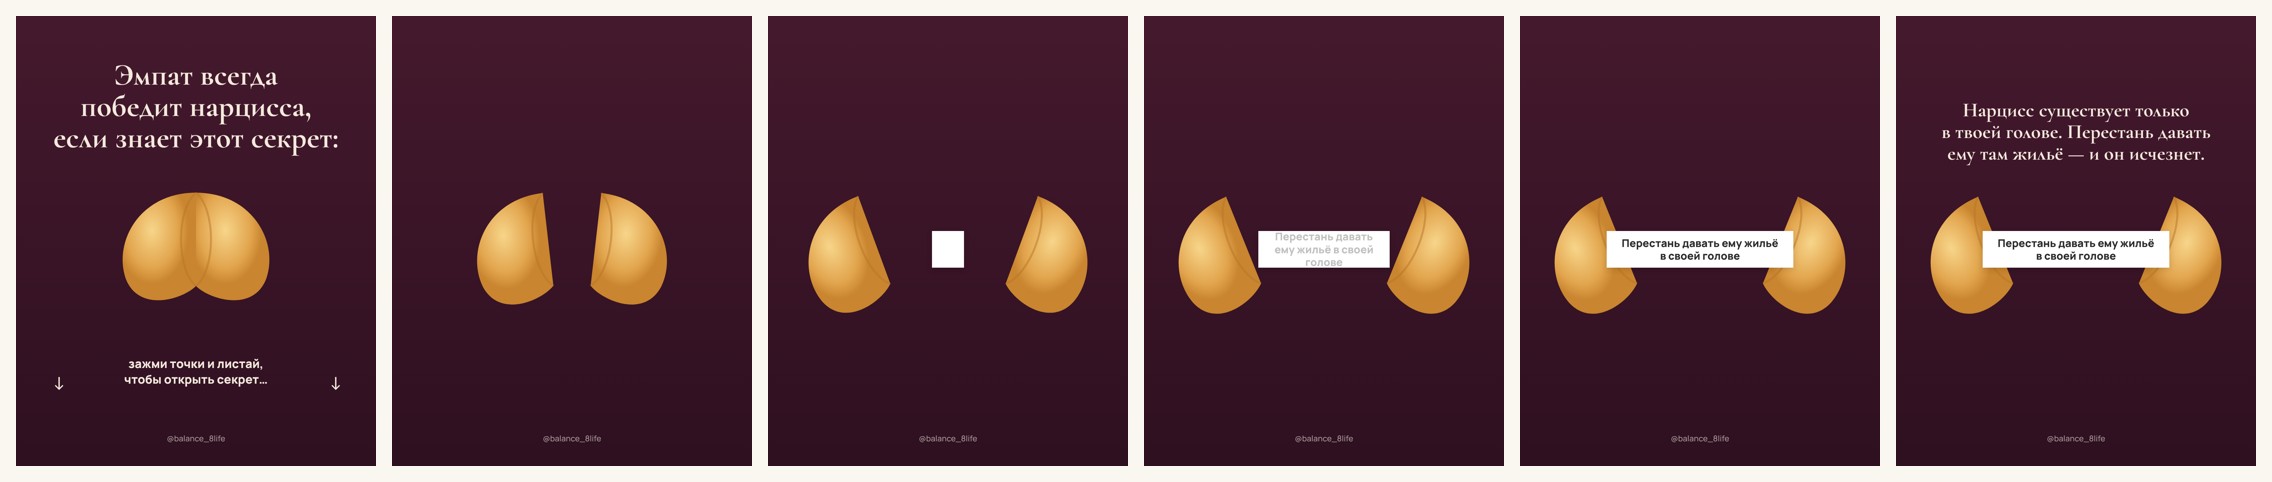 Эмпат всегда
победит нарцисса,
если знает этот секрет:
зажми точки и листай,
чтобы открыть секрет...
@balance_8life
@balance_8life
@balance_8life
Перестань давать
ему жильё в своей
голове
@balance_8life
Перестань давать ему жильё
в своей голове
@balance_8life
Нарцисс существует только
в твоей голове. Перестань давать
ему там жильё — и он исчезнет.
Перестань давать ему жильё
в своей голове
@balance_8life